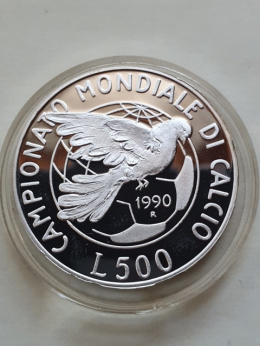 CAMPIONATO MONDIALE DI CALCIO
1990
R
L 500